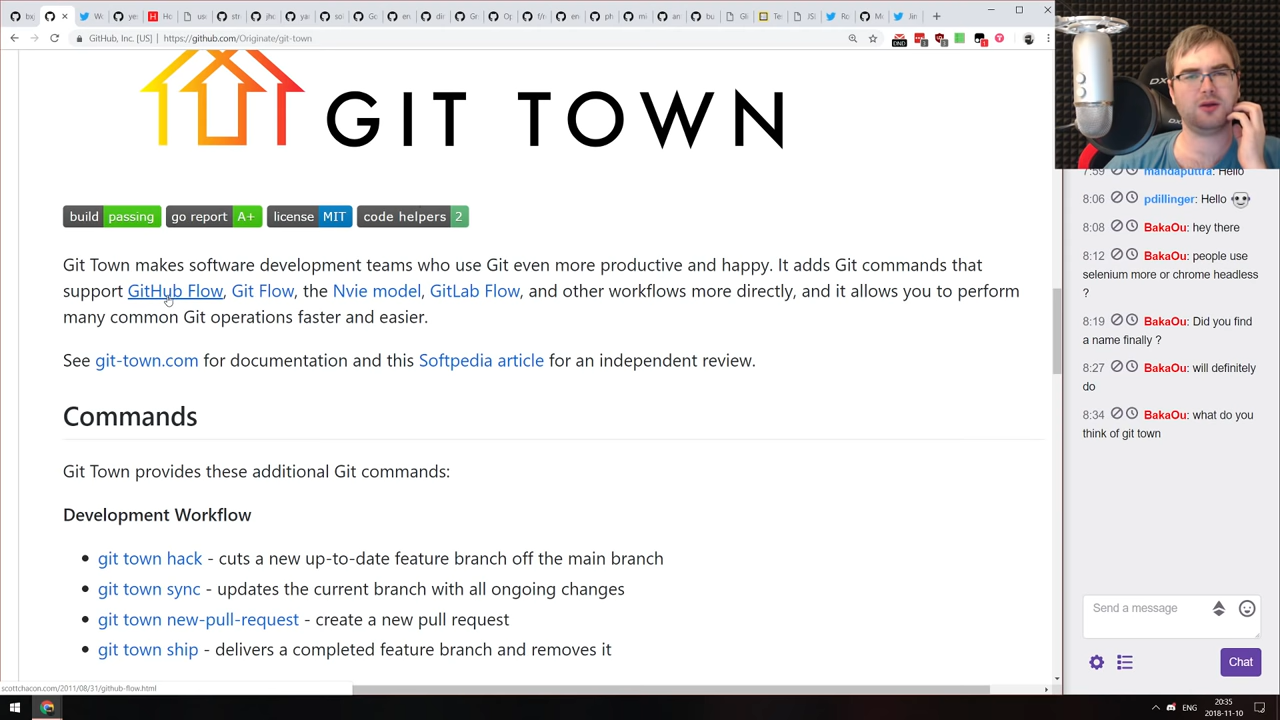 GitHub, Inc. [US] | https://github.com/Originate/git-town
GIT TOWN
build passing go report A+ license MIT code helpers 2
Git Town makes software development teams who use Git even more productive and happy. It adds Git commands that
support GitHub Flow, Git Flow, the Nvie model, GitLab Flow, and other workflows more directly, and it allows you to perform
many common Git operations faster and easier.
See git-town.com for documentation and this Softpedia article for an independent review.
Commands
Git Town provides these additional Git commands:
Development Workflow
git town hack - cuts a new up-to-date feature branch off the main branch
git town sync - updates the current branch with all ongoing changes
git town new-pull-request - create a new pull request
git town ship - delivers a completed feature branch and removes it
scottchacon.com/2011/08/31/github-flow.html
7:59 mandaputtra: Hello
8:06 pdillinger: Hello
8:08 BakaOu: hey there
8:12 BakaOu: people use
selenium more or chrome headless
?
8:19 BakaOu: Did you find
a name finally ?
8:27 BakaOu: will definitely
do
8:34 BakaOu: what do you
think of git town
Send a message
Chat
ENG
20:35
2018-11-10